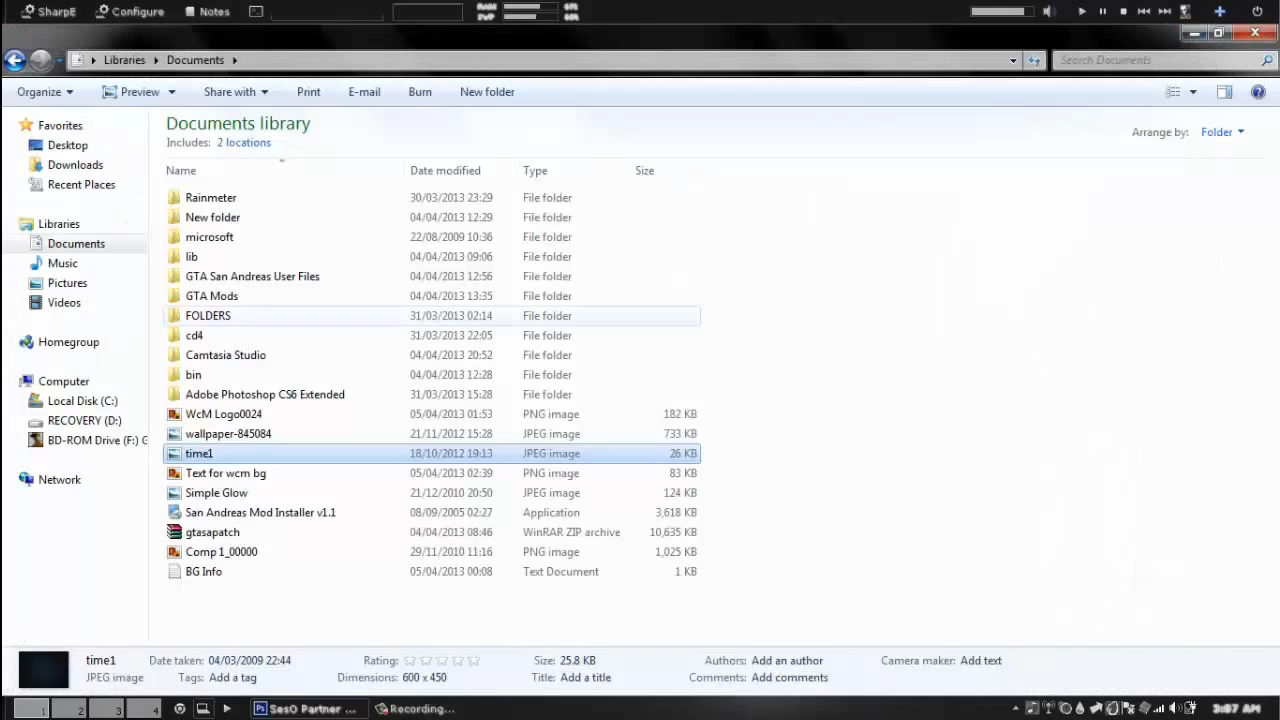 SharpE Configure Notes RAM PWP
Libraries Documents Search Documents
Organize Preview Share with Print E-mail Burn New folder
Favorites
Desktop
Downloads
Recent Places
Libraries
Documents
Music
Pictures
Videos
Homegroup
Computer
Local Disk (C:)
RECOVERY (D:)
BD-ROM Drive (F:) G
Network
Documents library
Includes: 2 locations
Arrange by: Folder
Name Date modified Type Size
Rainmeter 30/03/2013 23:29 File folder
New folder 04/04/2013 12:29 File folder
microsoft 22/08/2009 10:36 File folder
lib 04/04/2013 09:06 File folder
GTA San Andreas User Files 04/04/2013 12:56 File folder
GTA Mods 04/04/2013 13:35 File folder
FOLDERS 31/03/2013 02:14 File folder
cd4 31/03/2013 22:05 File folder
Camtasia Studio 04/04/2013 20:52 File folder
bin 04/04/2013 12:28 File folder
Adobe Photoshop CS6 Extended 31/03/2013 15:28 File folder
WcM Logo0024 05/04/2013 01:53 PNG image 182 KB
wallpaper-845084 21/11/2012 15:28 JPEG image 733 KB
time1 18/10/2012 19:13 JPEG image 26 KB
Text for wcm bg 05/04/2013 02:39 PNG image 83 KB
Simple Glow 21/12/2010 20:50 JPEG image 124 KB
San Andreas Mod Installer v1.1 08/09/2005 02:27 Application 3,618 KB
gtasapatch 04/04/2013 08:46 WinRAR ZIP archive 10,635 KB
Comp 1_00000 29/11/2010 11:16 PNG image 1,025 KB
BG Info 05/04/2013 00:08 Text Document 1 KB
time1 Date taken: 04/03/2009 22:44 Rating: Size: 25.8 KB Authors: Add an author Camera maker: Add text
JPEG image Tags: Add a tag Dimensions: 600 x 450 Title: Add a title Comments: Add comments
1 2 3 4 SesO Partner ... Recording... 3:07 AM